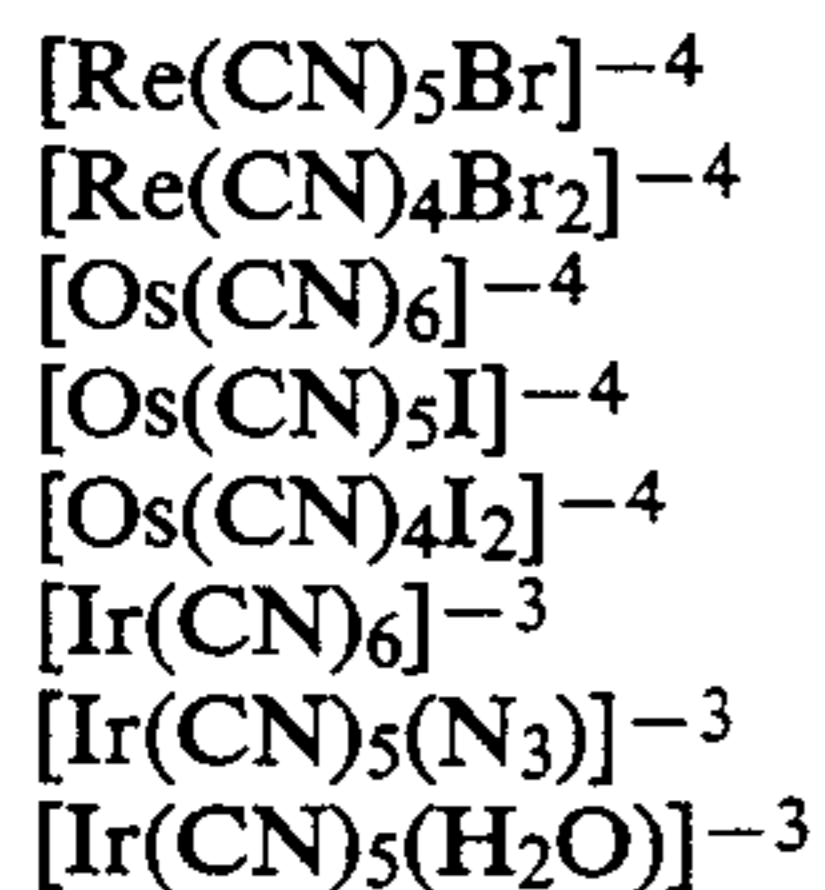 [Re(CN)₅Br]⁻⁴
[Re(CN)₄Br₂]⁻⁴
[Os(CN)₆]⁻⁴
[Os(CN)₅I]⁻⁴
[Os(CN)₄I₂]⁻⁴
[Ir(CN)₆]⁻³
[Ir(CN)₅(N₃)]⁻³
[Ir(CN)₅(H₂O)]⁻³